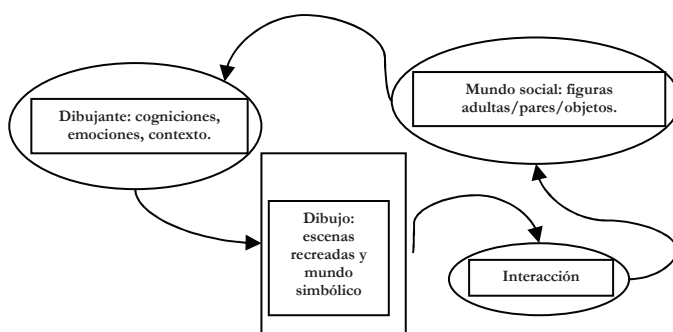 Dibujante: cogniciones,
emociones, contexto.
Mundo social: figuras
adultas/pares/objetos.
Dibujo:
escenas
recreadas y
mundo
simbólico
Interacción